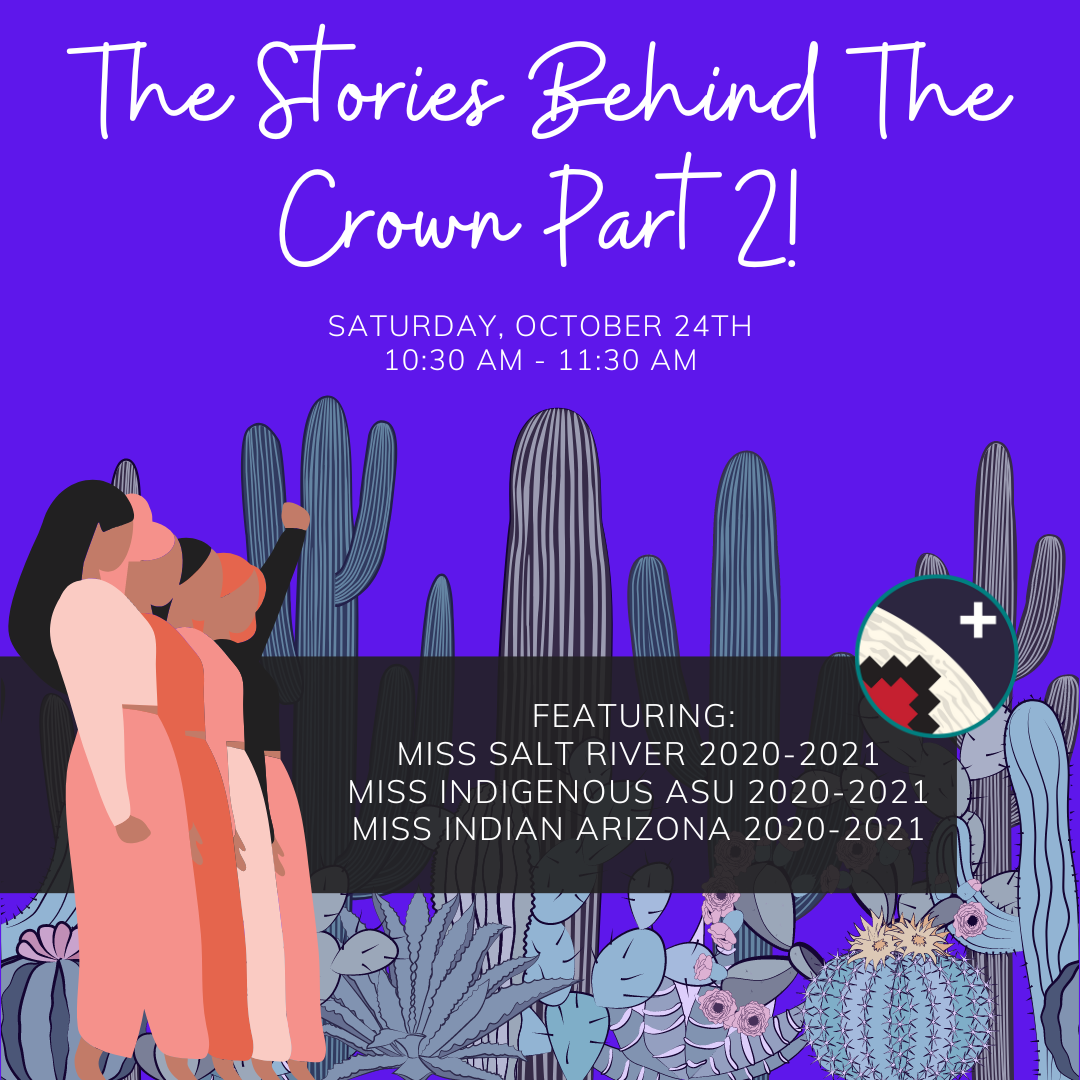 The Stories Behind The
Crown Part 2!
SATURDAY, OCTOBER 24TH
10:30 AM - 11:30 AM
FEATURING:
MISS SALT RIVER 2020-2021
MISS INDIGENOUS ASU 2020-2021
MISS INDIAN ARIZONA 2020-2021